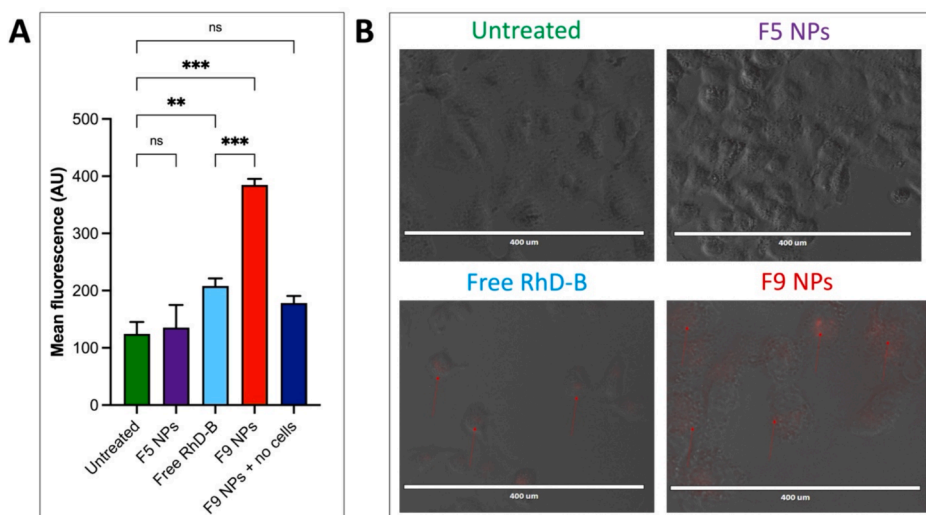 A
ns
***
**
ns
***
Mean fluorescence (AU)
500
400
300
200
100
0
Untreated
F5 NPs
Free RhD-B
F9 NPs
F9 NPs + no cells
B
Untreated
F5 NPs
400 um
400 um
Free RhD-B
F9 NPs
400 um
400 um